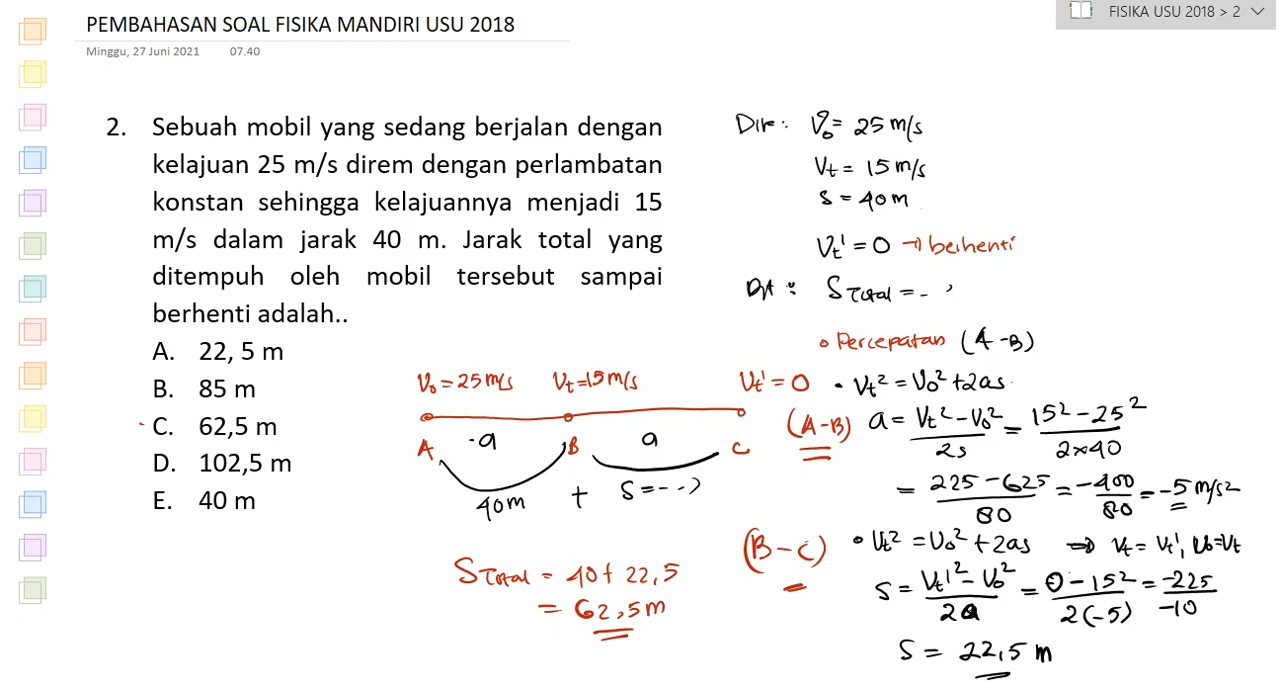 PEMBAHASAN SOAL FISIKA MANDIRI USU 2018
Minggu, 27 Juni 2021 07.40
FISIKA USU 2018 > 2
2. Sebuah mobil yang sedang berjalan dengan
kelajuan 25 m/s direm dengan perlambatan
konstan sehingga kelajuannya menjadi 15
m/s dalam jarak 40 m. Jarak total yang
ditempuh oleh mobil tersebut sampai
berhenti adalah..
A. 22, 5 m
B. 85 m
C. 62,5 m
D. 102,5 m
E. 40 m
V₀ = 25 m/s Vt = 15 m/s Vt' = 0
A -a B a C
40m + S = ---?
S Total = 40 + 22,5
= 62,5 m
Dik : V₀ = 25 m/s
Vt = 15 m/s
s = 40 m
Vt' = 0 → berhenti
Dit : S Total = -- ?
Percepatan (A-B)
• Vt² = V₀² + 2as
(A-B) a = Vt² - V₀² / 2s = 15² - 25² / 2×40
= 225 - 625 / 80 = -400 / 80 = -5 m/s²
(B-C) • Vt² = V₀² + 2as ⇒ Vt = Vt', V₀ = Vt
S = Vt'² - V₀² / 2a = 0 - 15² / 2(-5) = -225 / -10
S = 22,5 m